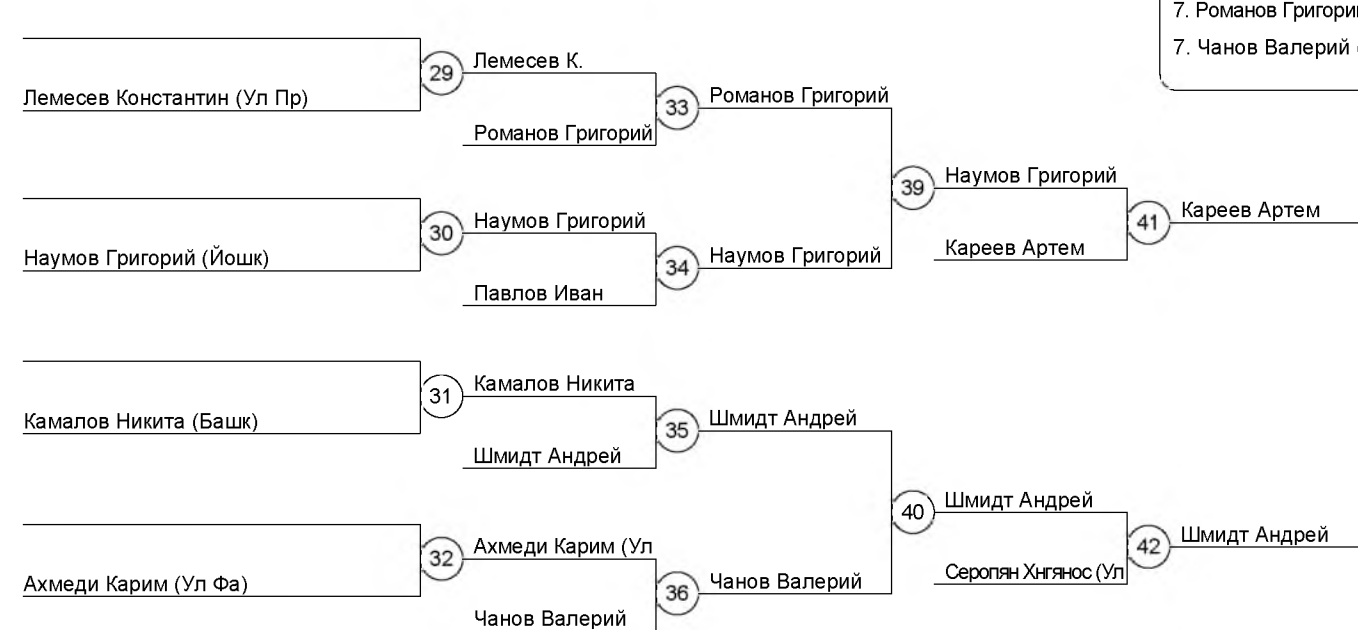 7. Романов Григори
7. Чанов Валерий
29
Лемесев К.
Лемесев Константин (Ул Пр)
33
Романов Григорий
Романов Григорий
39
Наумов Григорий
30
Наумов Григорий
41
Кареев Артем
Наумов Григорий (Йошк)
34
Наумов Григорий
Кареев Артем
Павлов Иван
31
Камалов Никита
Камалов Никита (Башк)
35
Шмидт Андрей
Шмидт Андрей
40
Шмидт Андрей
32
Ахмеди Карим (Ул
42
Шмидт Андрей
Ахмеди Карим (Ул Фа)
36
Чанов Валерий
Серопян Хнгянос (Ул
Чанов Валерий